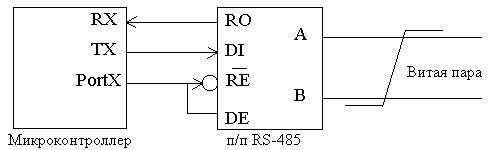 RX
TX
PortX
Микроконтроллер
RO
DI
RE
DE
A
B
п/п RS-485
Витая пара